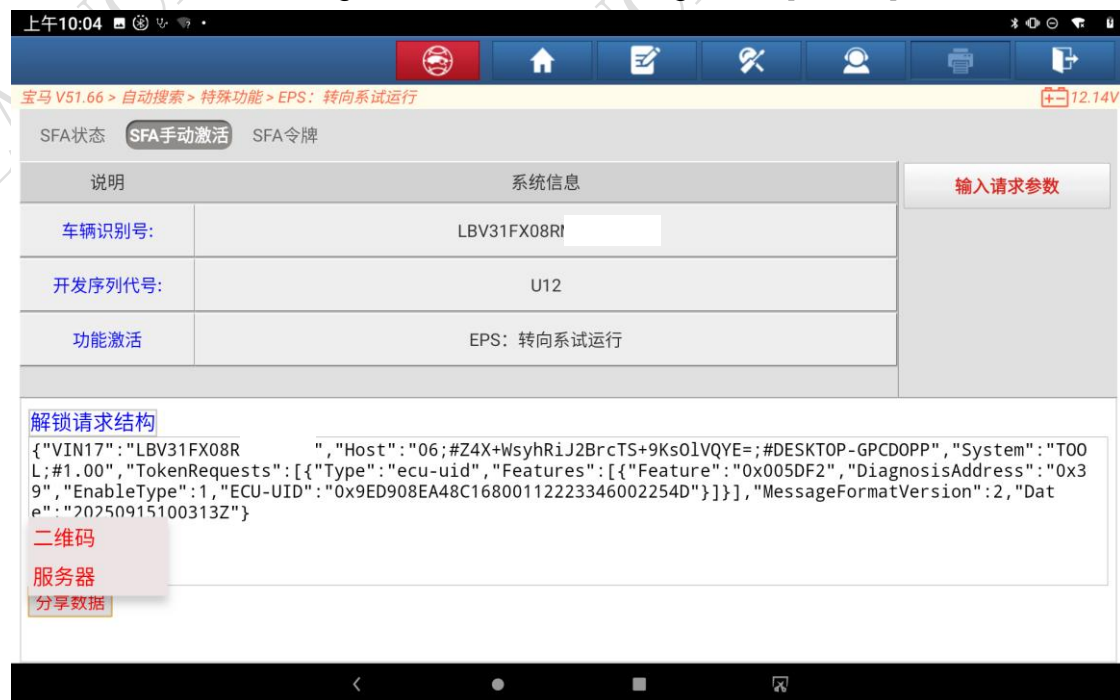 上午10:04
宝马 V51.66 > 自动搜索 > 特殊功能 > EPS：转向系试运行
12.14V
SFA状态 SFA手动激活 SFA令牌
说明 系统信息
输入请求参数
车辆识别号: LBV31FX08R
开发序列代号: U12
功能激活 EPS：转向系试运行
解锁请求结构
{"VIN17":"LBV31FX08R ","Host":"06;#Z4X+WsyhRiJ2BrcTS+9KsOlVQYE=;#DESKTOP-GPCDOPP","System":"TOO
L;#1.00","TokenRequests":[{"Type":"ecu-uid","Features":[{"Feature":"0x005DF2","DiagnosisAddress":"0x3
9","EnableType":1,"ECU-UID":"0x9ED908EA48C16800112223346002254D"}]}],"MessageFormatVersion":2,"Dat
e":"20250915100313Z"}
二维码
服务器
分享数据